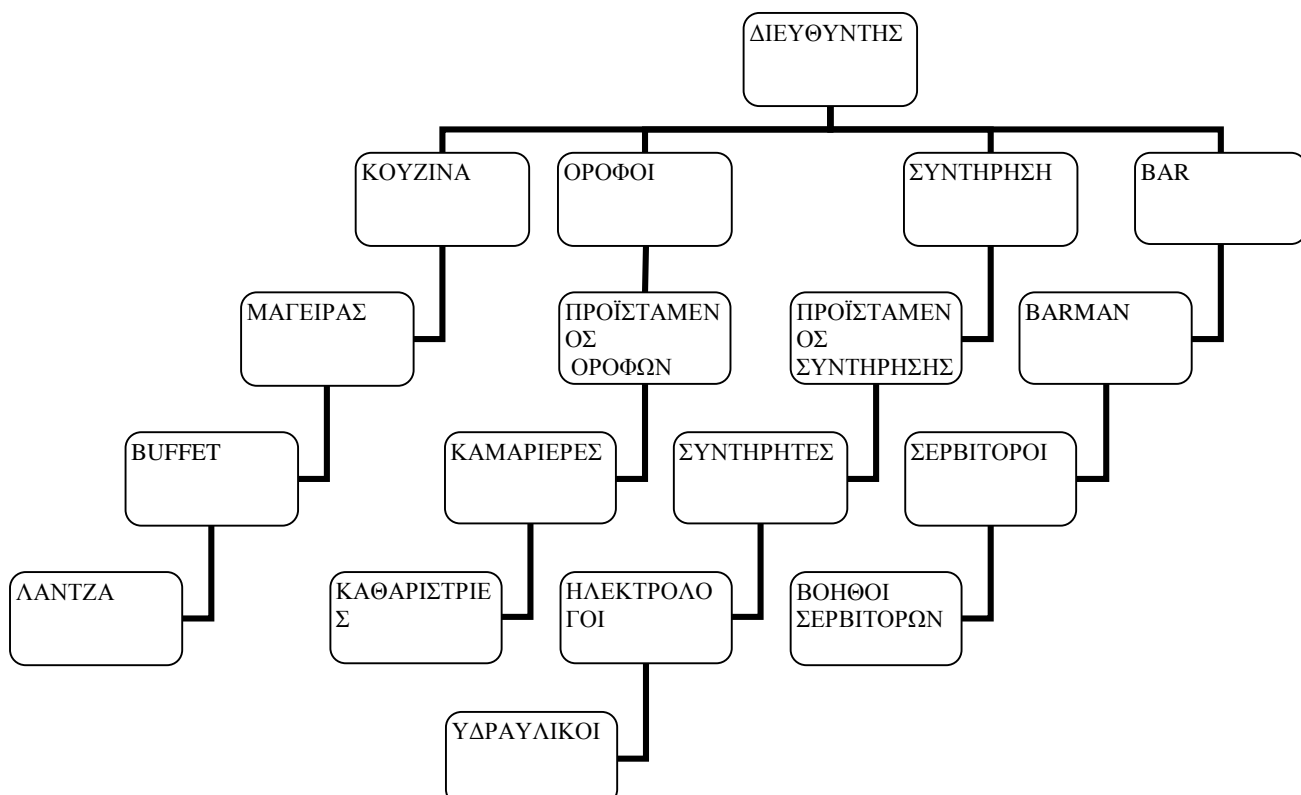 ΔΙΕΥΘΥΝΤΗΣ
ΚΟΥΖΙΝΑ
ΟΡΟΦΟΙ
ΣΥΝΤΗΡΗΣΗ
BAR
ΜΑΓΕΙΡΑΣ
ΠΡΟΪΣΤΑΜΕΝ
ΟΣ
ΟΡΟΦΩΝ
ΠΡΟΪΣΤΑΜΕΝ
ΟΣ
ΣΥΝΤΗΡΗΣΗΣ
BARMAN
BUFFET
ΚΑΜΑΡΙΕΡΕΣ
ΣΥΝΤΗΡΗΤΕΣ
ΣΕΡΒΙΤΟΡΟΙ
ΛΑΝΤΖΑ
ΚΑΘΑΡΙΣΤΡΙΕ
Σ
ΗΛΕΚΤΡΟΛΟ
ΓΟΙ
ΒΟΗΘΟΙ
ΣΕΡΒΙΤΟΡΩΝ
ΥΔΡΑΥΛΙΚΟΙ